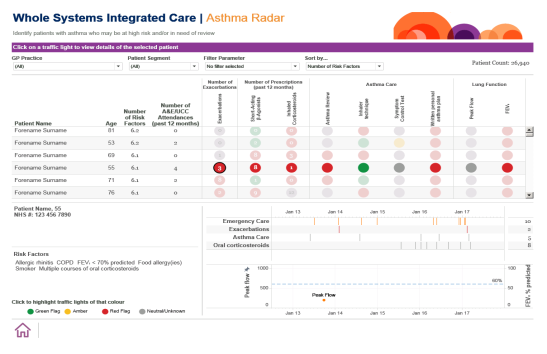 Whole Systems Integrated Care | Asthma Radar
Identify patients with asthma who may be at high risk and/or in need of review
Click on a traffic light to view details of the selected patient
GP Practice Patient Segment Filter Parameter Sort by...
(All) (All) No filter selected Number of Risk Factors
Patient Count: 26,940
Number of Exacerbations
Number of Prescriptions (past 12 months)
Asthma Care
Lung Function
Patient Name
Age
Number of Risk Factors
Number of A&E/UCC Attendances (past 12 months)
Exacerbations
Short-Acting β-Agonists
Inhaled Corticosteroids
Asthma Review
Inhaler technique
Symptom Control Test
Written personal asthma plan
Peak Flow
FEV₁
Forename Surname 81 6.2 0
Forename Surname 53 6.2 2
Forename Surname 69 6.1 0
Forename Surname 55 6.1 4 3 8 1
Forename Surname 71 6.1 2
Forename Surname 76 6.1 0
Patient Name, 55
NHS #: 123 456 7890
Risk Factors
Allergic rhinitis COPD FEV₁ < 70% predicted Food allergy(ies)
Smoker Multiple courses of oral corticosteroids
Click to highlight traffic lights of that colour
Green Flag Amber Red Flag Neutral/Unknown
Jan 13 Jan 14 Jan 15 Jan 16 Jan 17
Emergency Care 10
Exacerbations 2
Asthma Care 5
Oral corticosteroids 8
Peak flow %
1000
500
0
Peak Flow
60%
100
50
0
FEV₁ % predicted
Jan 13 Jan 14 Jan 15 Jan 16 Jan 17